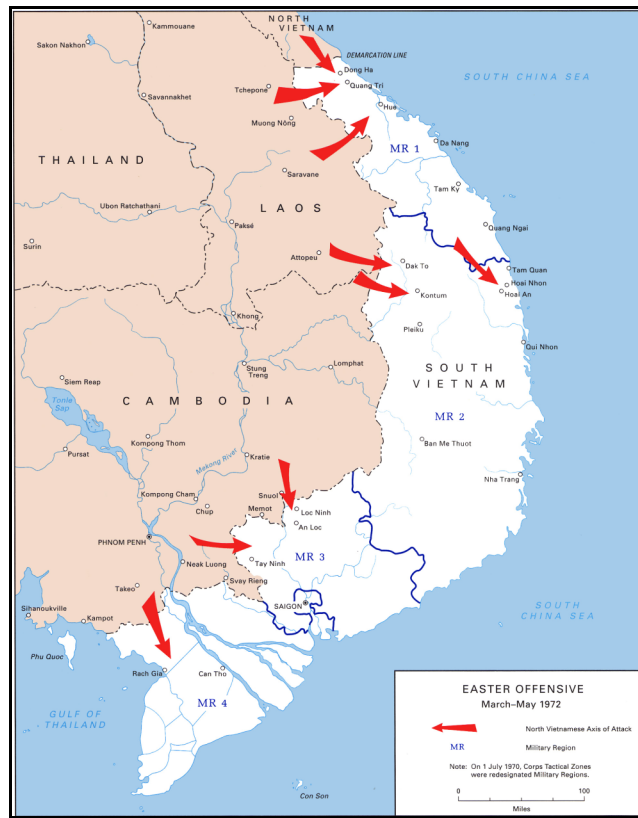 NORTH
VIETNAM
Kammouane
Sakon Nakhon
DEMARCATION LINE
Dong Ha
SOUTH CHINA SEA
Tchepone
Quang Tri
Savannakhet
Hue
Muong Nông
MR 1
Da Nang
THAILAND
Saravane
Tam Ky
Ubon Ratchathani
LAOS
Paksé
Quang Ngai
Surin
Attopeu
Dak To
Tam Quan
Hoai Nhon
Kontum
Hoai An
Khong
Pleiku
Qui Nhon
Stung
Treng
Lomphat
SOUTH
VIETNAM
Siem Reap
CAMBODIA
Tonle
Sap
MR 2
Kompong Thom
Ban Me Thuot
Pursat
Mekong River
Kratie
Nha Trang
Kompong Cham
Snuol
Chup
Memot
Loc Ninh
An Loc
PHNOM PENH
MR 3
Neak Luong
Tay Ninh
Svay Rieng
Takeo
SAIGON
Sihanoukville
Kampot
SOUTH
CHINA SEA
Phu Quoc
Rach Gia
Can Tho
MR 4
GULF OF
THAILAND
Con Son
EASTER OFFENSIVE
March–May 1972
North Vietnamese Axis of Attack
MR
Military Region
Note: On 1 July 1970, Corps Tactical Zones
were redesignated Military Regions.
0
100
Miles